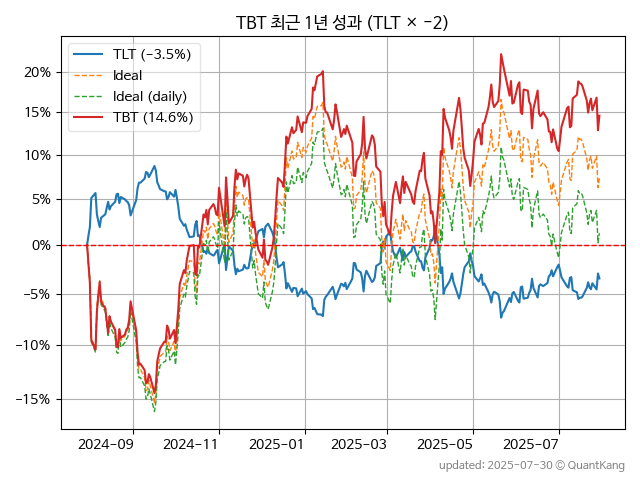 TBT 최근 1년 성과 (TLT × −2)
TLT (−3.5%)
Ideal
Ideal (daily)
TBT (14.6%)
20%
15%
10%
5%
0%
−5%
−10%
−15%
2024-09 2024-11 2025-01 2025-03 2025-05 2025-07
updated: 2025-07-30 © QuantKang